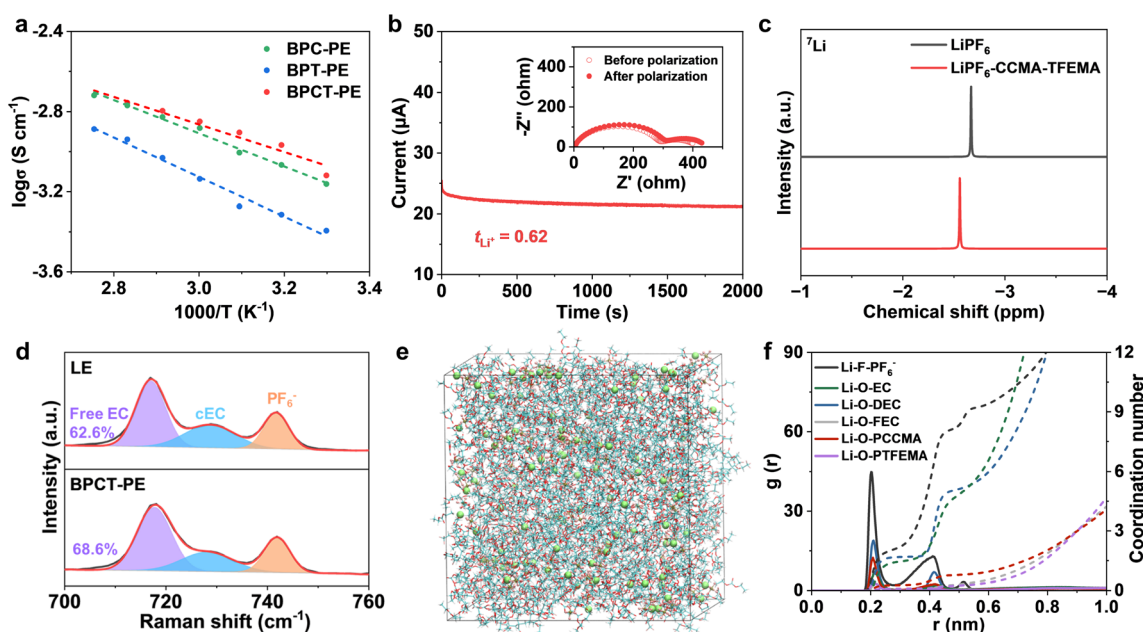 a
-2.4
-2.8
-3.2
-3.6
logσ (S cm⁻¹)
BPC-PE
BPT-PE
BPCT-PE
2.8
3.0
3.2
3.4
1000/T (K⁻¹)
b
50
40
30
20
10
Current (µA)
400
200
0
-Z'' (ohm)
Before polarization
After polarization
0
200
400
Z' (ohm)
t_Li⁺ = 0.62
0
500
1000
1500
2000
Time (s)
c
⁷Li
LiPF₆
LiPF₆-CCMA-TFEMA
Intensity (a.u.)
−1
−2
−3
−4
Chemical shift (ppm)
d
LE
Free EC
62.6%
cEC
PF₆⁻
BPCT-PE
68.6%
Intensity (a.u.)
700
720
740
760
Raman shift (cm⁻¹)
e
f
90
60
30
0
g (r)
Li-F-PF₆⁻
Li-O-EC
Li-O-DEC
Li-O-FEC
Li-O-PCCMA
Li-O-PTFEMA
12
9
6
3
0
Coordination number
0.0
0.2
0.4
0.6
0.8
1.0
r (nm)